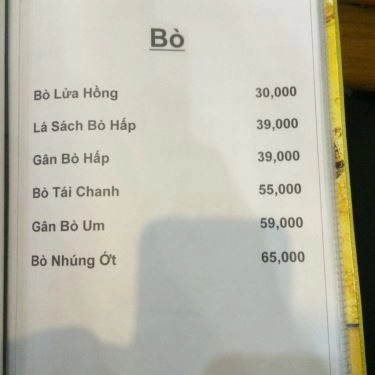 Bò
Bò Lửa Hồng 30,000
Lá Sách Bò Hấp 39,000
Gân Bò Hấp 39,000
Bò Tái Chanh 55,000
Gân Bò Um 59,000
Bò Nhúng Ớt 65,000